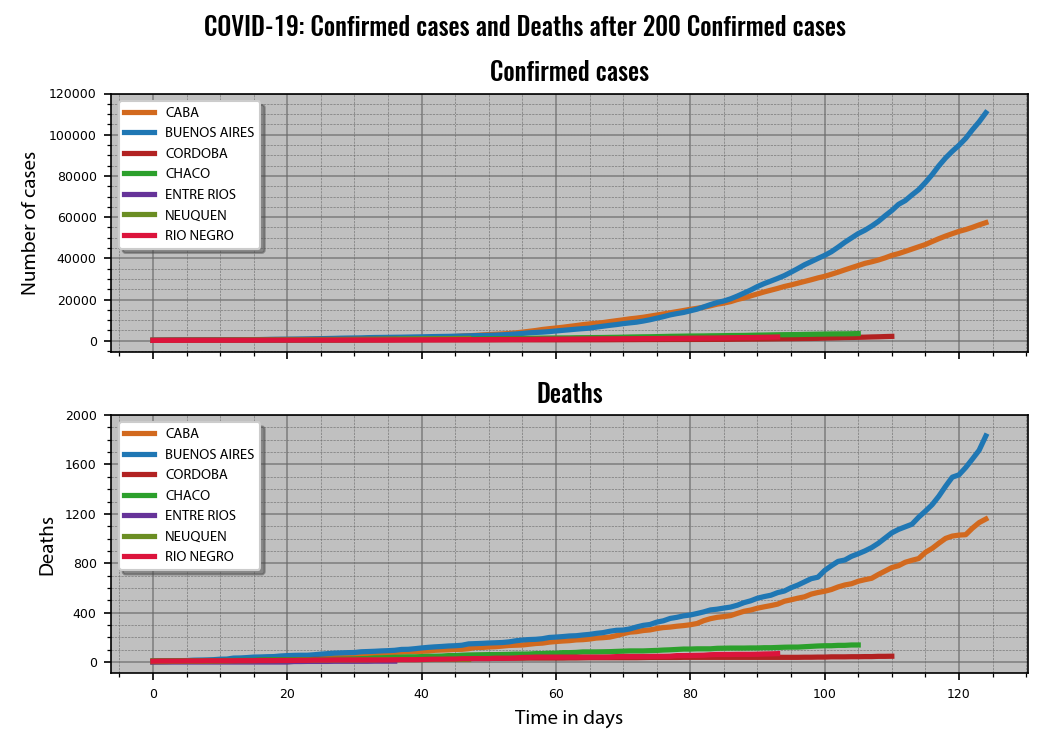 COVID-19: Confirmed cases and Deaths after 200 Confirmed cases
Confirmed cases
120000
100000
80000
60000
40000
20000
0
Number of cases
CABA
BUENOS AIRES
CORDOBA
CHACO
ENTRE RIOS
NEUQUEN
RIO NEGRO
Deaths
2000
1600
1200
800
400
0
Deaths
CABA
BUENOS AIRES
CORDOBA
CHACO
ENTRE RIOS
NEUQUEN
RIO NEGRO
0 20 40 60 80 100 120
Time in days